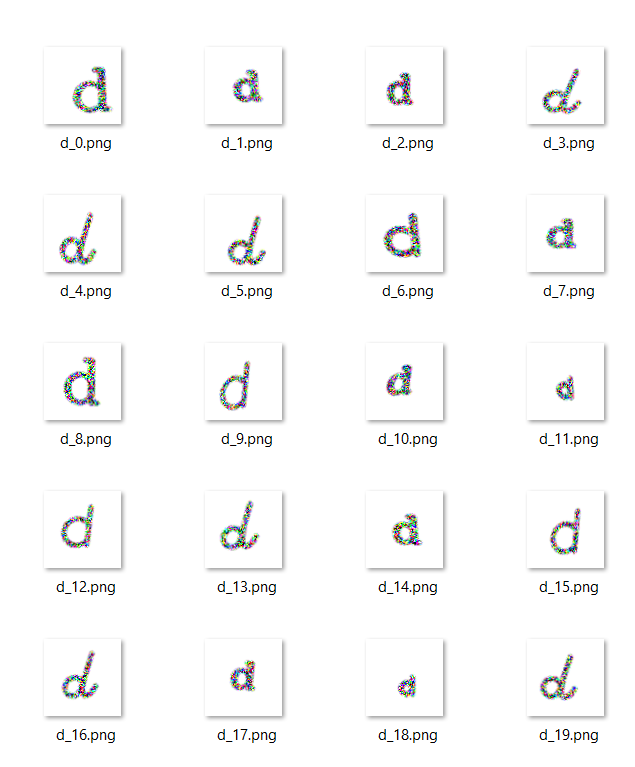 d d d d
d_0.png d_1.png d_2.png d_3.png
d d d d
d_4.png d_5.png d_6.png d_7.png
d d d d
d_8.png d_9.png d_10.png d_11.png
d d d d
d_12.png d_13.png d_14.png d_15.png
d d d d
d_16.png d_17.png d_18.png d_19.png